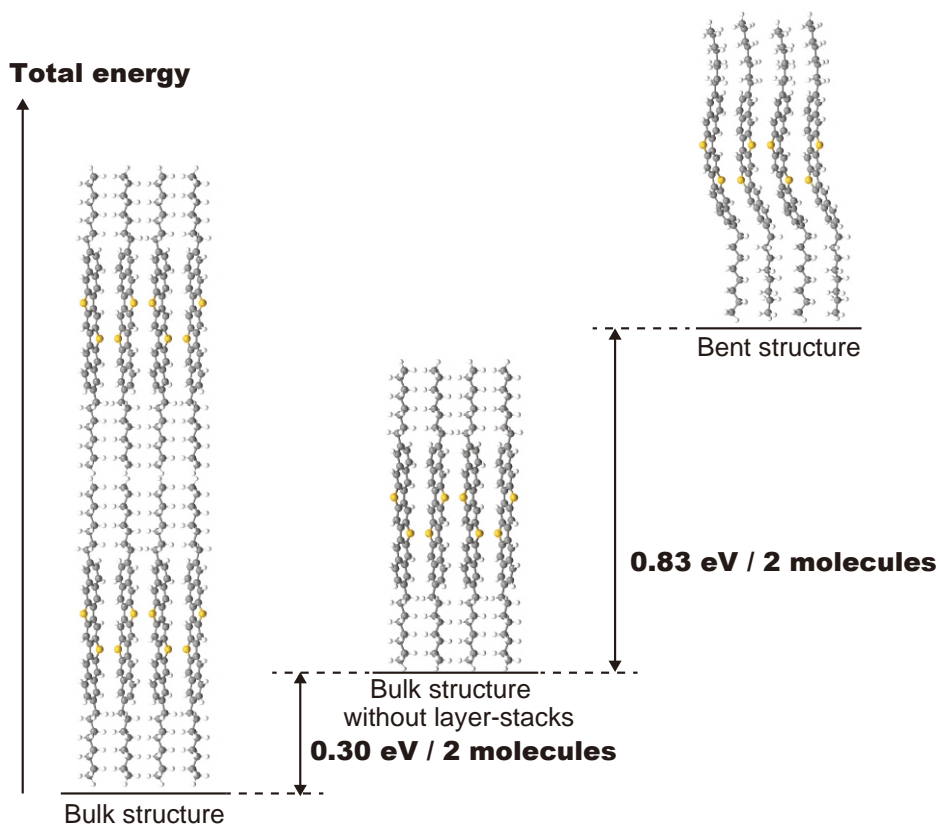 Total energy
Bent structure
0.83 eV / 2 molecules
Bulk structure
without layer-stacks
0.30 eV / 2 molecules
Bulk structure